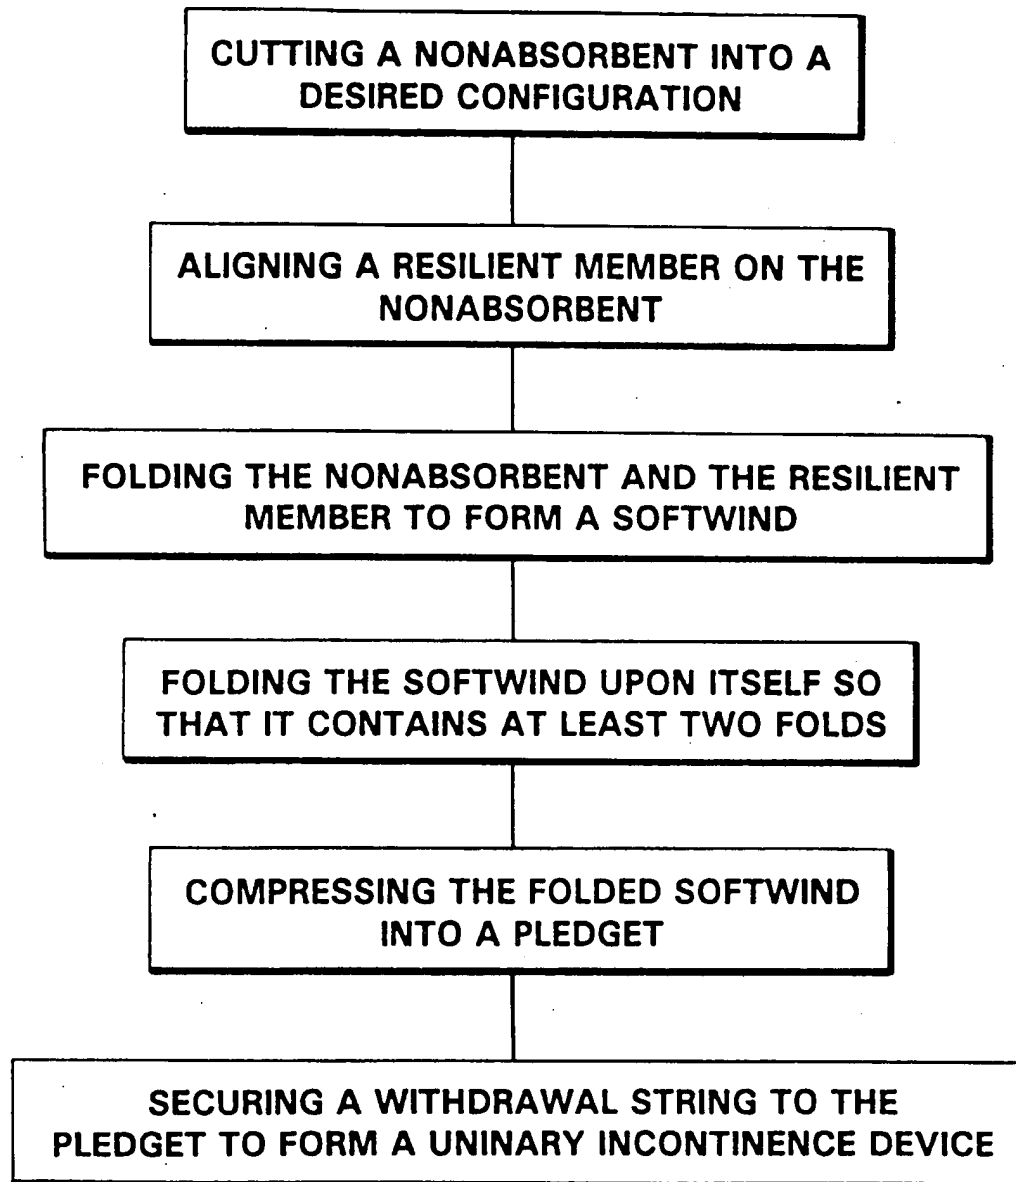 CUTTING A NONABSORBENT INTO A
DESIRED CONFIGURATION
ALIGNING A RESILIENT MEMBER ON THE
NONABSORBENT
FOLDING THE NONABSORBENT AND THE RESILIENT
MEMBER TO FORM A SOFTWIND
FOLDING THE SOFTWIND UPON ITSELF SO
THAT IT CONTAINS AT LEAST TWO FOLDS
COMPRESSING THE FOLDED SOFTWIND
INTO A PLEDGET
SECURING A WITHDRAWAL STRING TO THE
PLEDGET TO FORM A UNINARY INCONTINENCE DEVICE